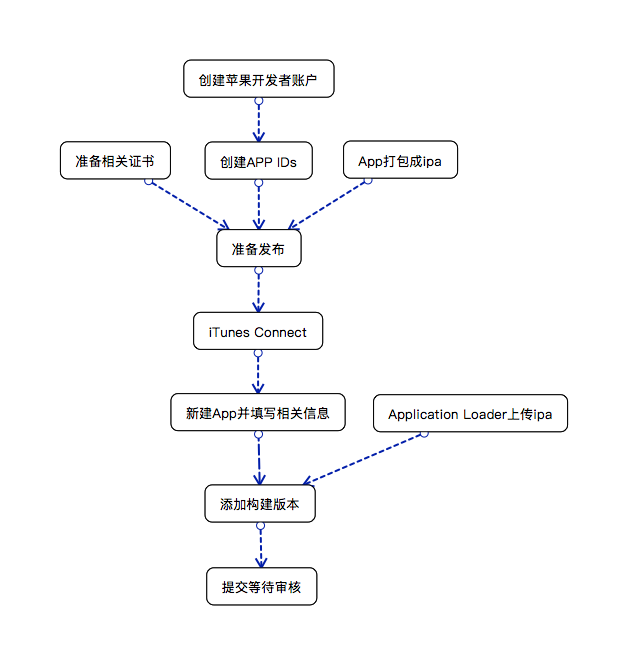 创建苹果开发者账户
准备相关证书
创建APP IDs
App打包成ipa
准备发布
iTunes Connect
新建App并填写相关信息
Application Loader上传ipa
添加构建版本
提交等待审核